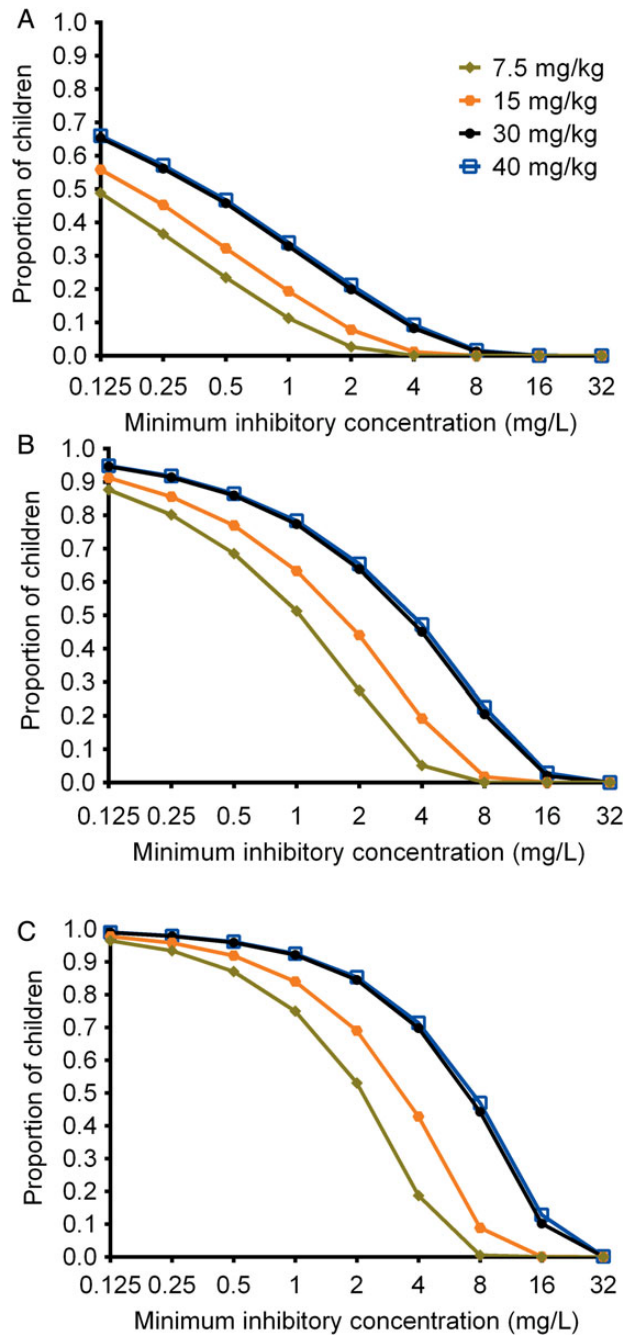 A
1.0
0.9
0.8
0.7
0.6
0.5
0.4
0.3
0.2
0.1
0.0
Proportion of children
7.5 mg/kg
15 mg/kg
30 mg/kg
40 mg/kg
0.125 0.25 0.5 1 2 4 8 16 32
Minimum inhibitory concentration (mg/L)
B
1.0
0.9
0.8
0.7
0.6
0.5
0.4
0.3
0.2
0.1
0.0
Proportion of children
0.125 0.25 0.5 1 2 4 8 16 32
Minimum inhibitory concentration (mg/L)
C
1.0
0.9
0.8
0.7
0.6
0.5
0.4
0.3
0.2
0.1
0.0
Proportion of children
0.125 0.25 0.5 1 2 4 8 16 32
Minimum inhibitory concentration (mg/L)